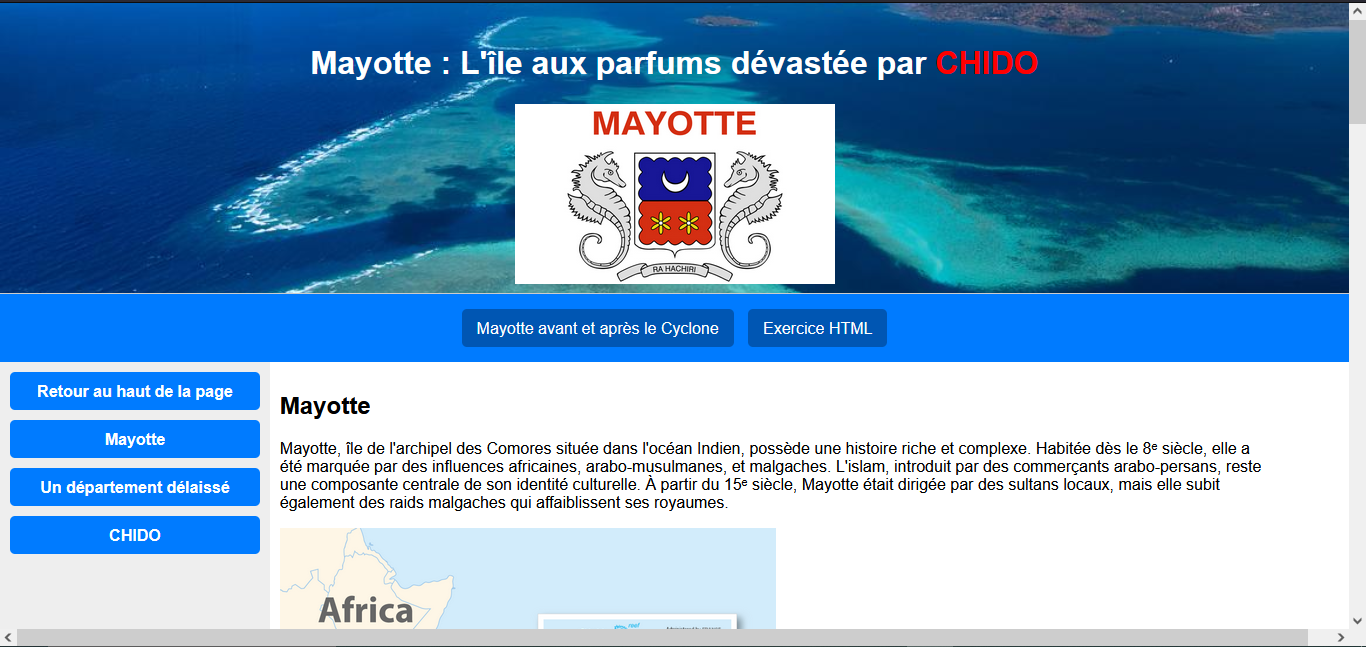 Mayotte : L'île aux parfums dévastée par CHIDO
MAYOTTE
RA HACHIRI
Mayotte avant et après le Cyclone
Exercice HTML
Retour au haut de la page
Mayotte
Un département délaissé
CHIDO
Mayotte
Mayotte, île de l'archipel des Comores située dans l'océan Indien, possède une histoire riche et complexe. Habitée dès le 8ᵉ siècle, elle a
été marquée par des influences africaines, arabo-musulmanes, et malgaches. L'islam, introduit par des commerçants arabo-persans, reste
une composante centrale de son identité culturelle. À partir du 15ᵉ siècle, Mayotte était dirigée par des sultans locaux, mais elle subit
également des raids malgaches qui affaiblissent ses royaumes.
Africa